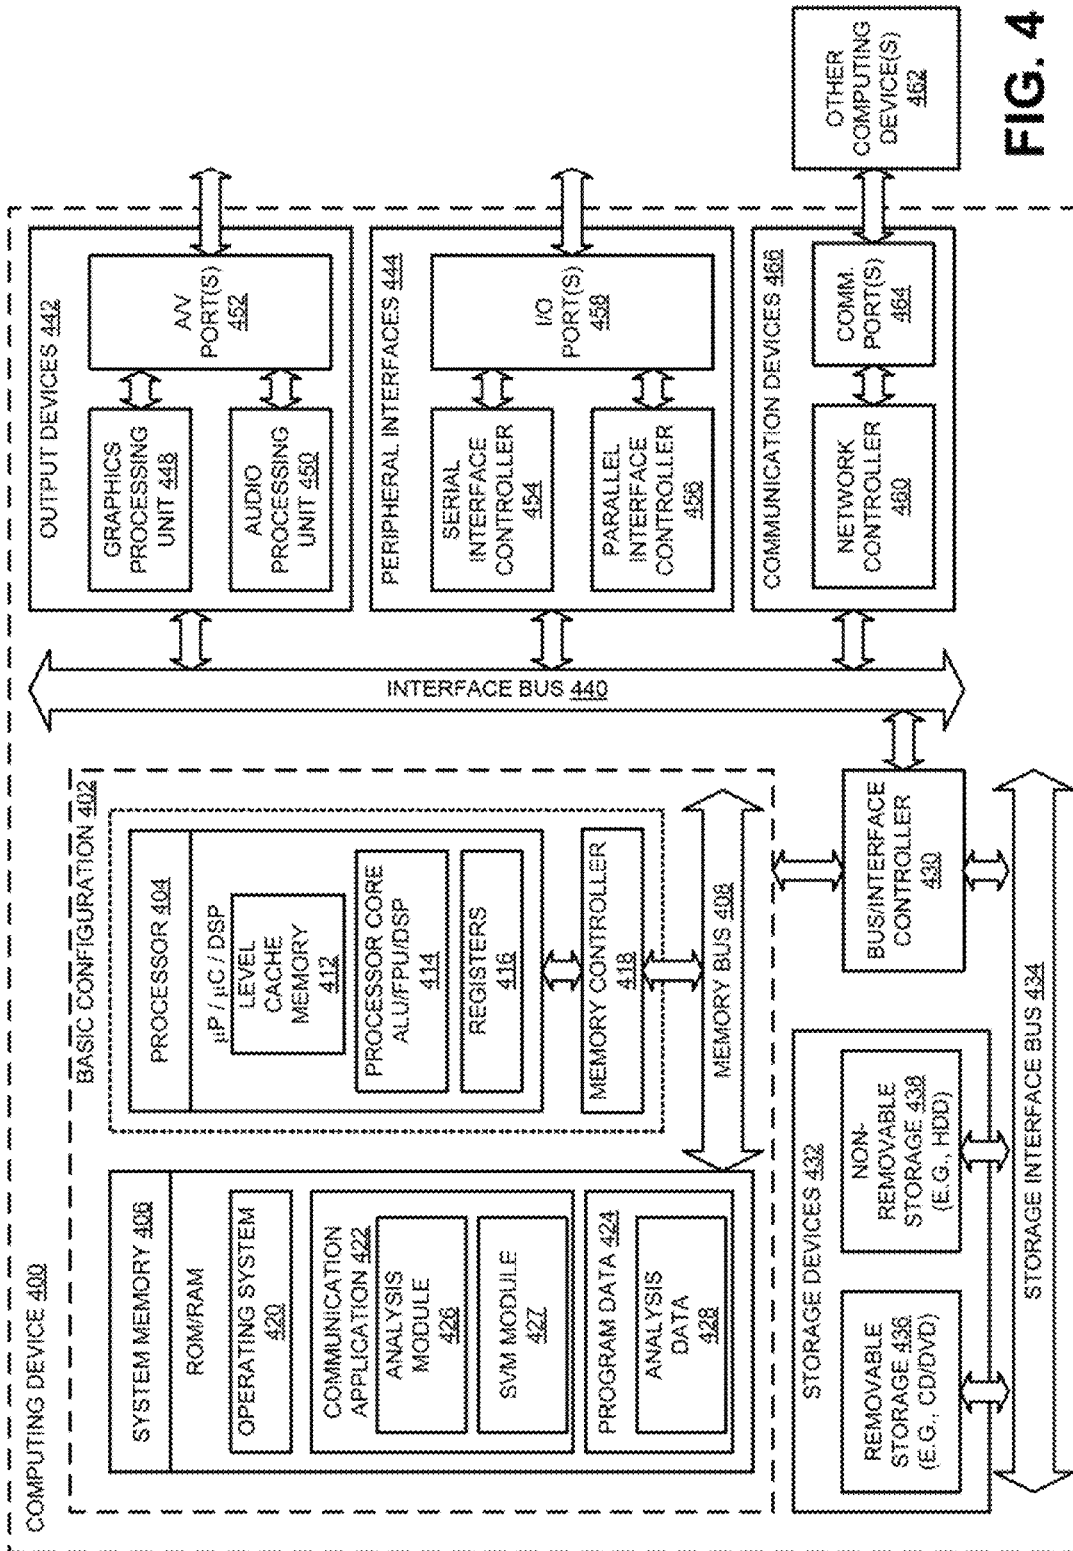 COMPUTING DEVICE 400
BASIC CONFIGURATION 402
SYSTEM MEMORY 406
ROM/RAM
OPERATING SYSTEM
420
COMMUNICATION
APPLICATION 422
ANALYSIS
MODULE
426
SVM MODULE
427
PROGRAM DATA 424
ANALYSIS
DATA
428
PROCESSOR 404
µP / µC / DSP
LEVEL
CACHE
MEMORY
412
PROCESSOR CORE
ALU/FPU/DSP
414
REGISTERS
416
MEMORY CONTROLLER
418
MEMORY BUS 408
STORAGE DEVICES 432
REMOVABLE
STORAGE 436
(E.G., CD/DVD)
NON-
REMOVABLE
STORAGE 438
(E.G., HDD)
STORAGE INTERFACE BUS 434
BUS/INTERFACE
CONTROLLER
430
INTERFACE BUS 440
OUTPUT DEVICES 442
GRAPHICS
PROCESSING
UNIT 448
AUDIO
PROCESSING
UNIT 450
A/V
PORT(S)
452
PERIPHERAL INTERFACES 444
SERIAL
INTERFACE
CONTROLLER
454
PARALLEL
INTERFACE
CONTROLLER
456
I/O
PORT(S)
458
COMMUNICATION DEVICES 466
NETWORK
CONTROLLER
460
COMM.
PORT(S)
464
OTHER
COMPUTING
DEVICE(S)
462
FIG. 4